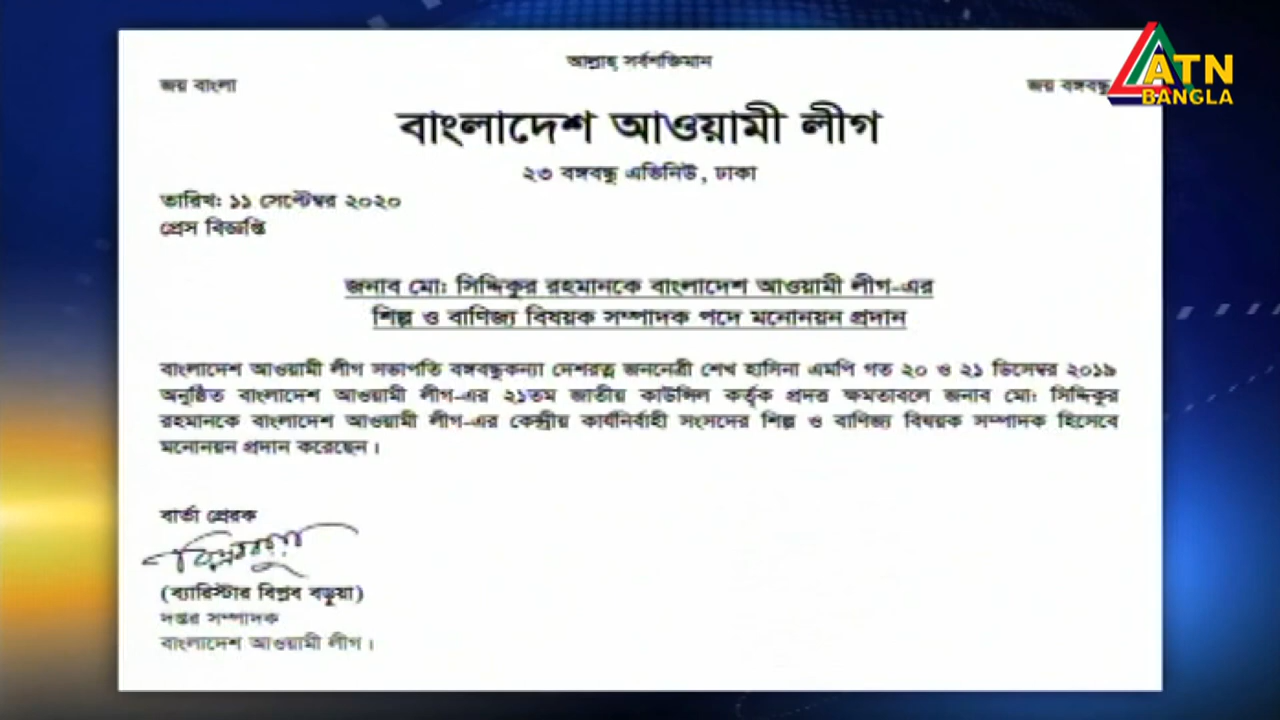 আল্লাহ্ সর্বশক্তিমান
জয় বাংলা
জয় বঙ্গবন্ধু
ATN
BANGLA
বাংলাদেশ আওয়ামী লীগ
২৩ বঙ্গবন্ধু এভিনিউ, ঢাকা
তারিখ: ১১ সেপ্টেম্বর ২০২০
প্রেস বিজ্ঞপ্তি
জনাব মো: সিদ্দিকুর রহমানকে বাংলাদেশ আওয়ামী লীগ-এর
শিল্প ও বাণিজ্য বিষয়ক সম্পাদক পদে মনোনয়ন প্রদান
বাংলাদেশ আওয়ামী লীগ সভাপতি বঙ্গবন্ধুকন্যা দেশরত্ন জননেত্রী শেখ হাসিনা এমপি গত ২০ ও ২১ ডিসেম্বর ২০১৯
অনুষ্ঠিত বাংলাদেশ আওয়ামী লীগ-এর ২১তম জাতীয় কাউন্সিল কর্তৃক প্রদত্ত ক্ষমতাবলে জনাব মো: সিদ্দিকুর
রহমানকে বাংলাদেশ আওয়ামী লীগ-এর কেন্দ্রীয় কার্যনির্বাহী সংসদের শিল্প ও বাণিজ্য বিষয়ক সম্পাদক হিসেবে
মনোনয়ন প্রদান করেছেন।
বার্তা প্রেরক
বিপ্লব বড়ুয়া
(ব্যারিস্টার বিপ্লব বড়ুয়া)
দপ্তর সম্পাদক
বাংলাদেশ আওয়ামী লীগ।